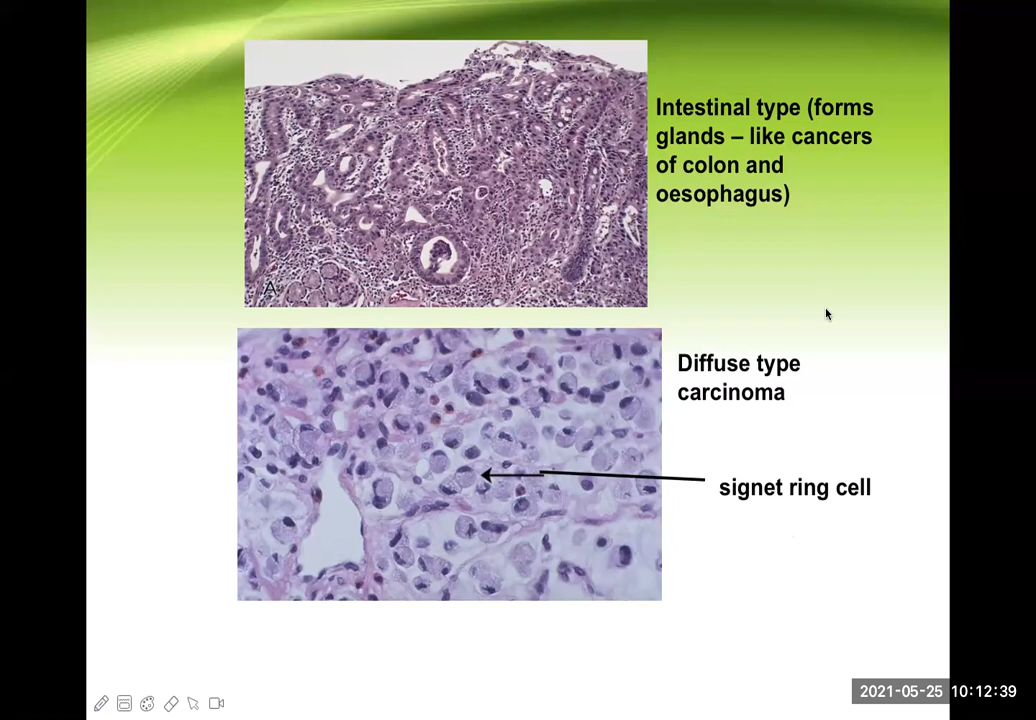 Intestinal type (forms
glands – like cancers
of colon and
oesophagus)
A
Diffuse type
carcinoma
signet ring cell
2021-05-25 10:12:39